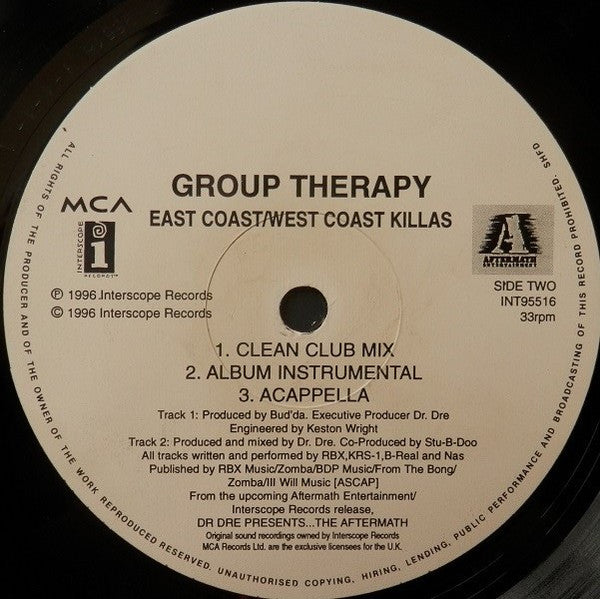 ALL RIGHTS OF THE PRODUCER AND OF THE OWNER OF THE WORK REPRODUCED RESERVED. UNAUTHORISED COPYING, HIRING, LENDING, PUBLIC PERFORMANCE AND BROADCASTING OF THIS RECORD PROHIBITED. SHFD
GROUP THERAPY
MCA
EAST COAST/WEST COAST KILLAS
INTERSCOPE
i
RECORDS™
A
AFTERMATH
ENTERTAINMENT
SIDE TWO
INT95516
33rpm
℗ 1996 Interscope Records
© 1996 Interscope Records
1. CLEAN CLUB MIX
2. ALBUM INSTRUMENTAL
3. ACAPPELLA
Track 1: Produced by Bud'da. Executive Producer Dr. Dre
Engineered by Keston Wright
Track 2: Produced and mixed by Dr. Dre. Co-Produced by Stu-B-Doo
All tracks written and performed by RBX,KRS-1,B-Real and Nas
Published by RBX Music/Zomba/BDP Music/From The Bong/
Zomba/Ill Will Music [ASCAP]
From the upcoming Aftermath Entertainment/
Interscope Records release,
DR DRE PRESENTS...THE AFTERMATH
Original sound recordings owned by Interscope Records
MCA Records Ltd. are the exclusive licensees for the U.K.